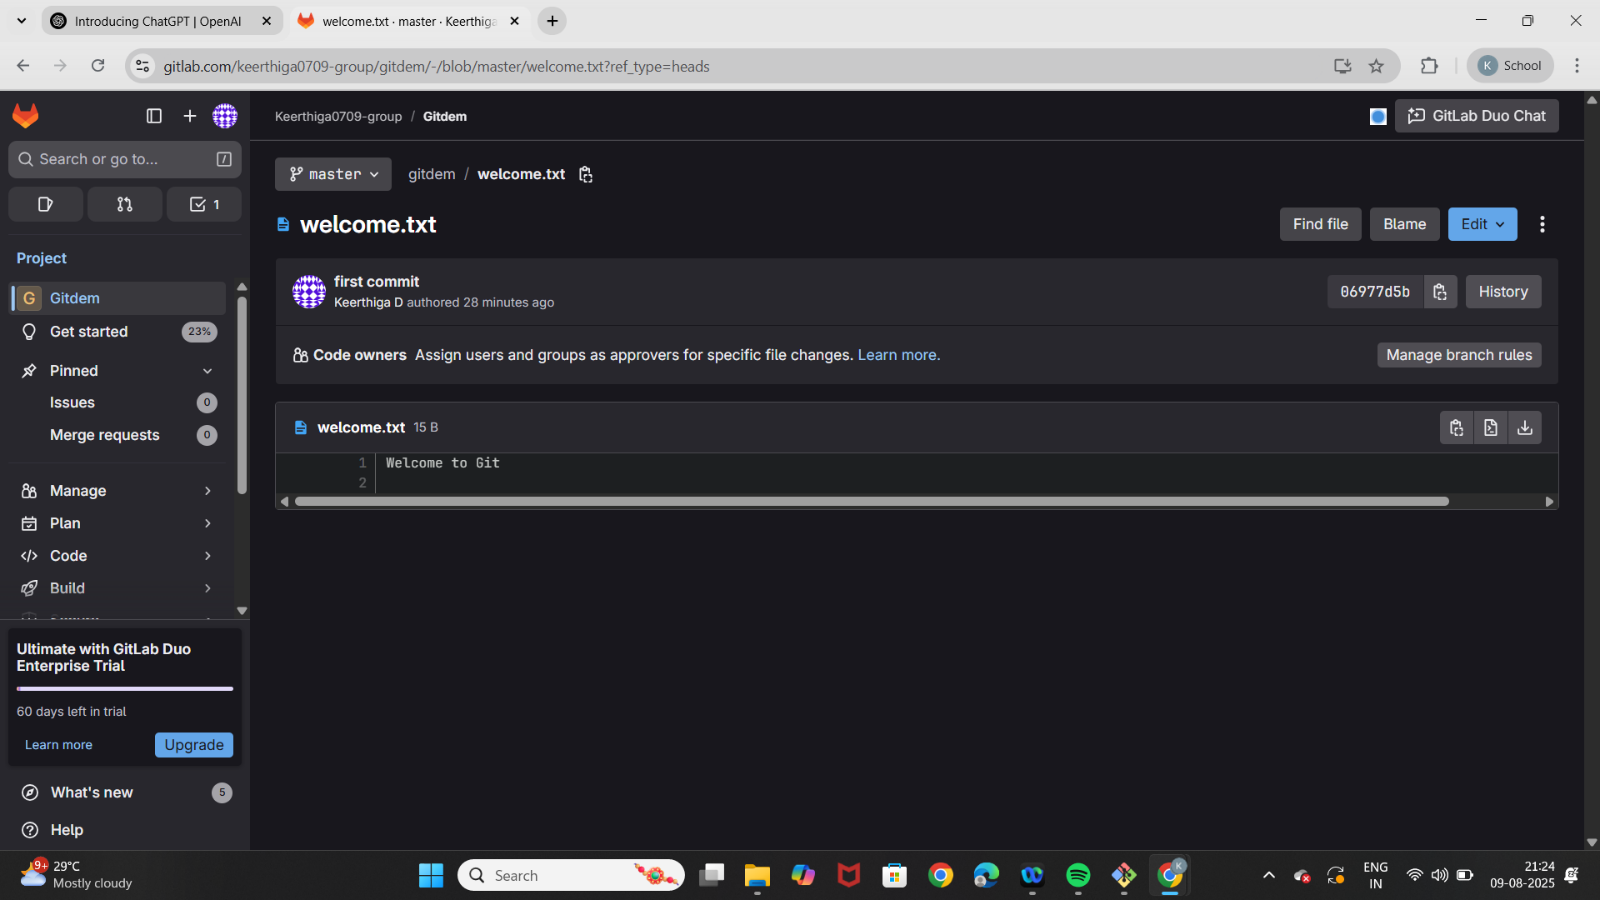 Introducing ChatGPT | OpenAI
welcome.txt · master · Keerthiga
gitlab.com/keerthiga0709-group/gitdem/-/blob/master/welcome.txt?ref_type=heads
K School
Keerthiga0709-group / Gitdem
GitLab Duo Chat
Search or go to... /
1
master
gitdem / welcome.txt
welcome.txt
Find file
Blame
Edit
Project
G Gitdem
Get started 23%
Pinned
Issues 0
Merge requests 0
Manage
Plan
Code
Build
first commit
Keerthiga D authored 28 minutes ago
06977d5b
History
Code owners Assign users and groups as approvers for specific file changes. Learn more.
Manage branch rules
welcome.txt 15 B
1 Welcome to Git
2
Ultimate with GitLab Duo
Enterprise Trial
60 days left in trial
Learn more
Upgrade
What's new 5
Help
9+
29°C
Mostly cloudy
Search
K
ENG
IN
21:24
09-08-2025